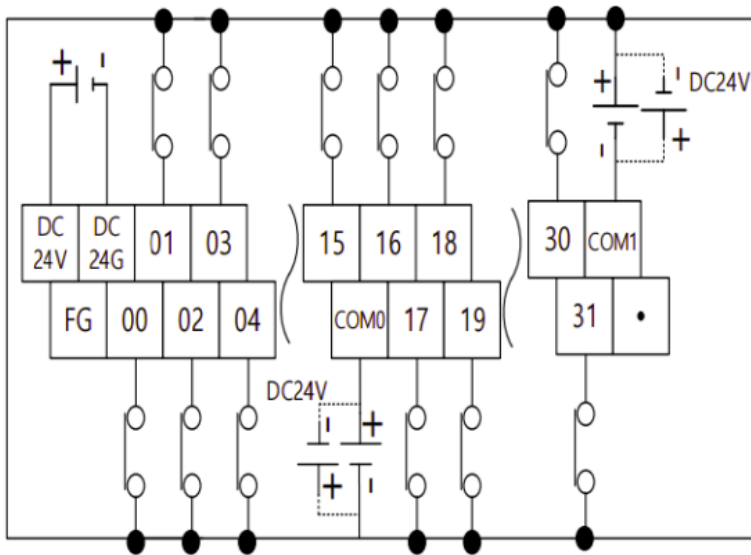 + -
+ - DC24V
- +
DC 24V DC 24G 01 03 15 16 18 30 COM1
FG 00 02 04 COM0 17 19 31 •
DC24V
- +
+ -